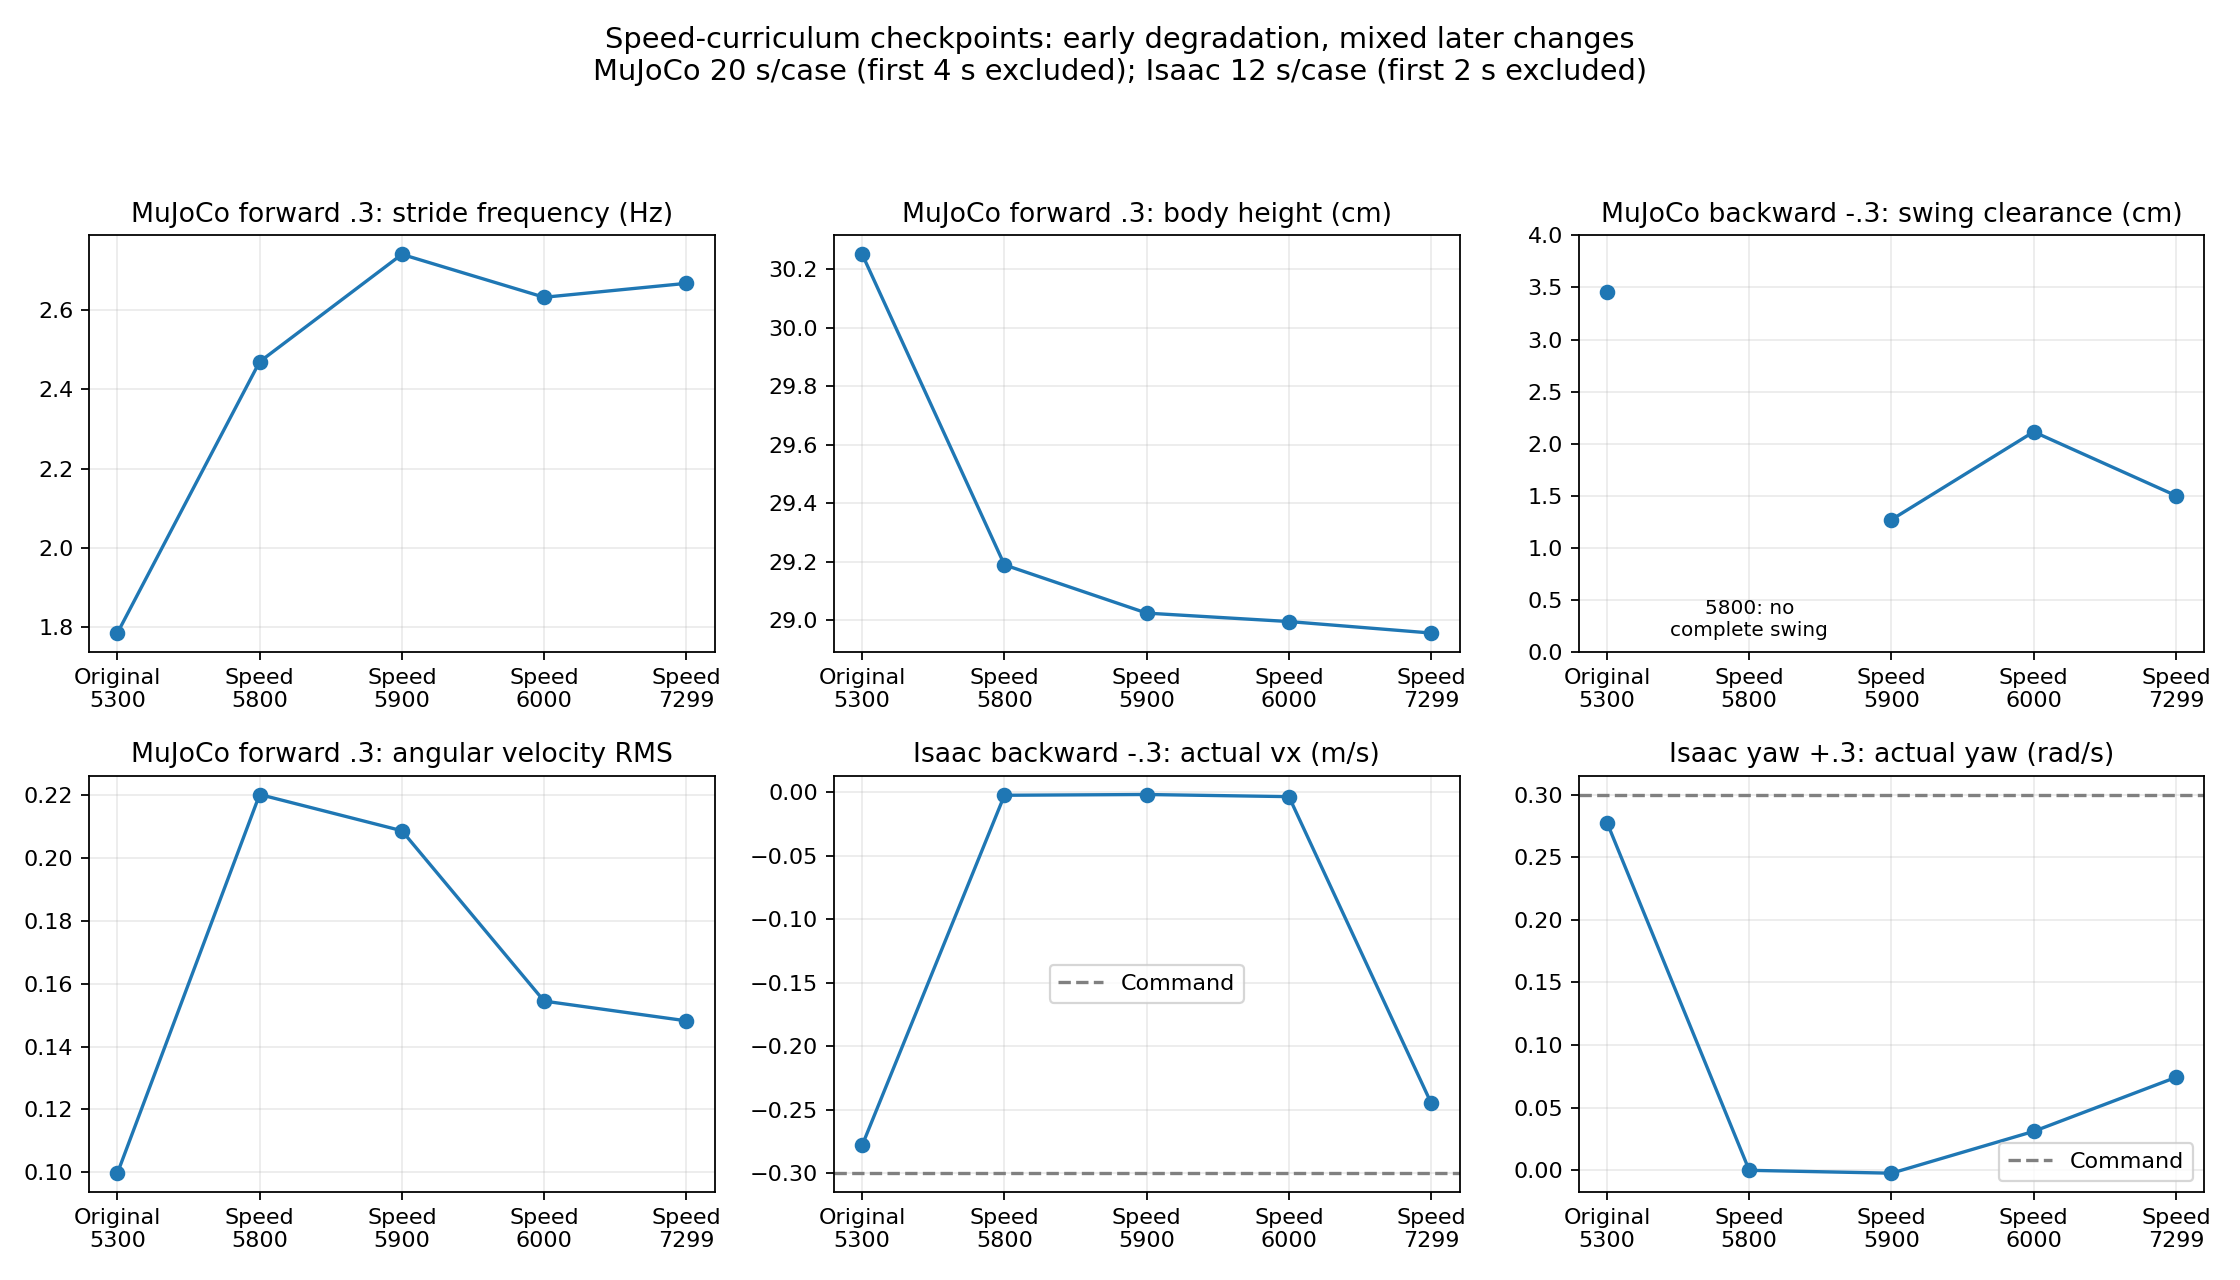 Speed-curriculum checkpoints: early degradation, mixed later changes
MuJoCo 20 s/case (first 4 s excluded); Isaac 12 s/case (first 2 s excluded)
MuJoCo forward .3: stride frequency (Hz)
2.6
2.4
2.2
2.0
1.8
Original Speed Speed Speed Speed
5300 5800 5900 6000 7299
MuJoCo forward .3: body height (cm)
30.2
30.0
29.8
29.6
29.4
29.2
29.0
Original Speed Speed Speed Speed
5300 5800 5900 6000 7299
MuJoCo backward -.3: swing clearance (cm)
4.0
3.5
3.0
2.5
2.0
1.5
1.0
0.5
0.0
5800: no
complete swing
Original Speed Speed Speed Speed
5300 5800 5900 6000 7299
MuJoCo forward .3: angular velocity RMS
0.22
0.20
0.18
0.16
0.14
0.12
0.10
Original Speed Speed Speed Speed
5300 5800 5900 6000 7299
Isaac backward -.3: actual vx (m/s)
0.00
−0.05
−0.10
−0.15
−0.20
−0.25
−0.30
Command
Original Speed Speed Speed Speed
5300 5800 5900 6000 7299
Isaac yaw +.3: actual yaw (rad/s)
0.30
0.25
0.20
0.15
0.10
0.05
0.00
Command
Original Speed Speed Speed Speed
5300 5800 5900 6000 7299